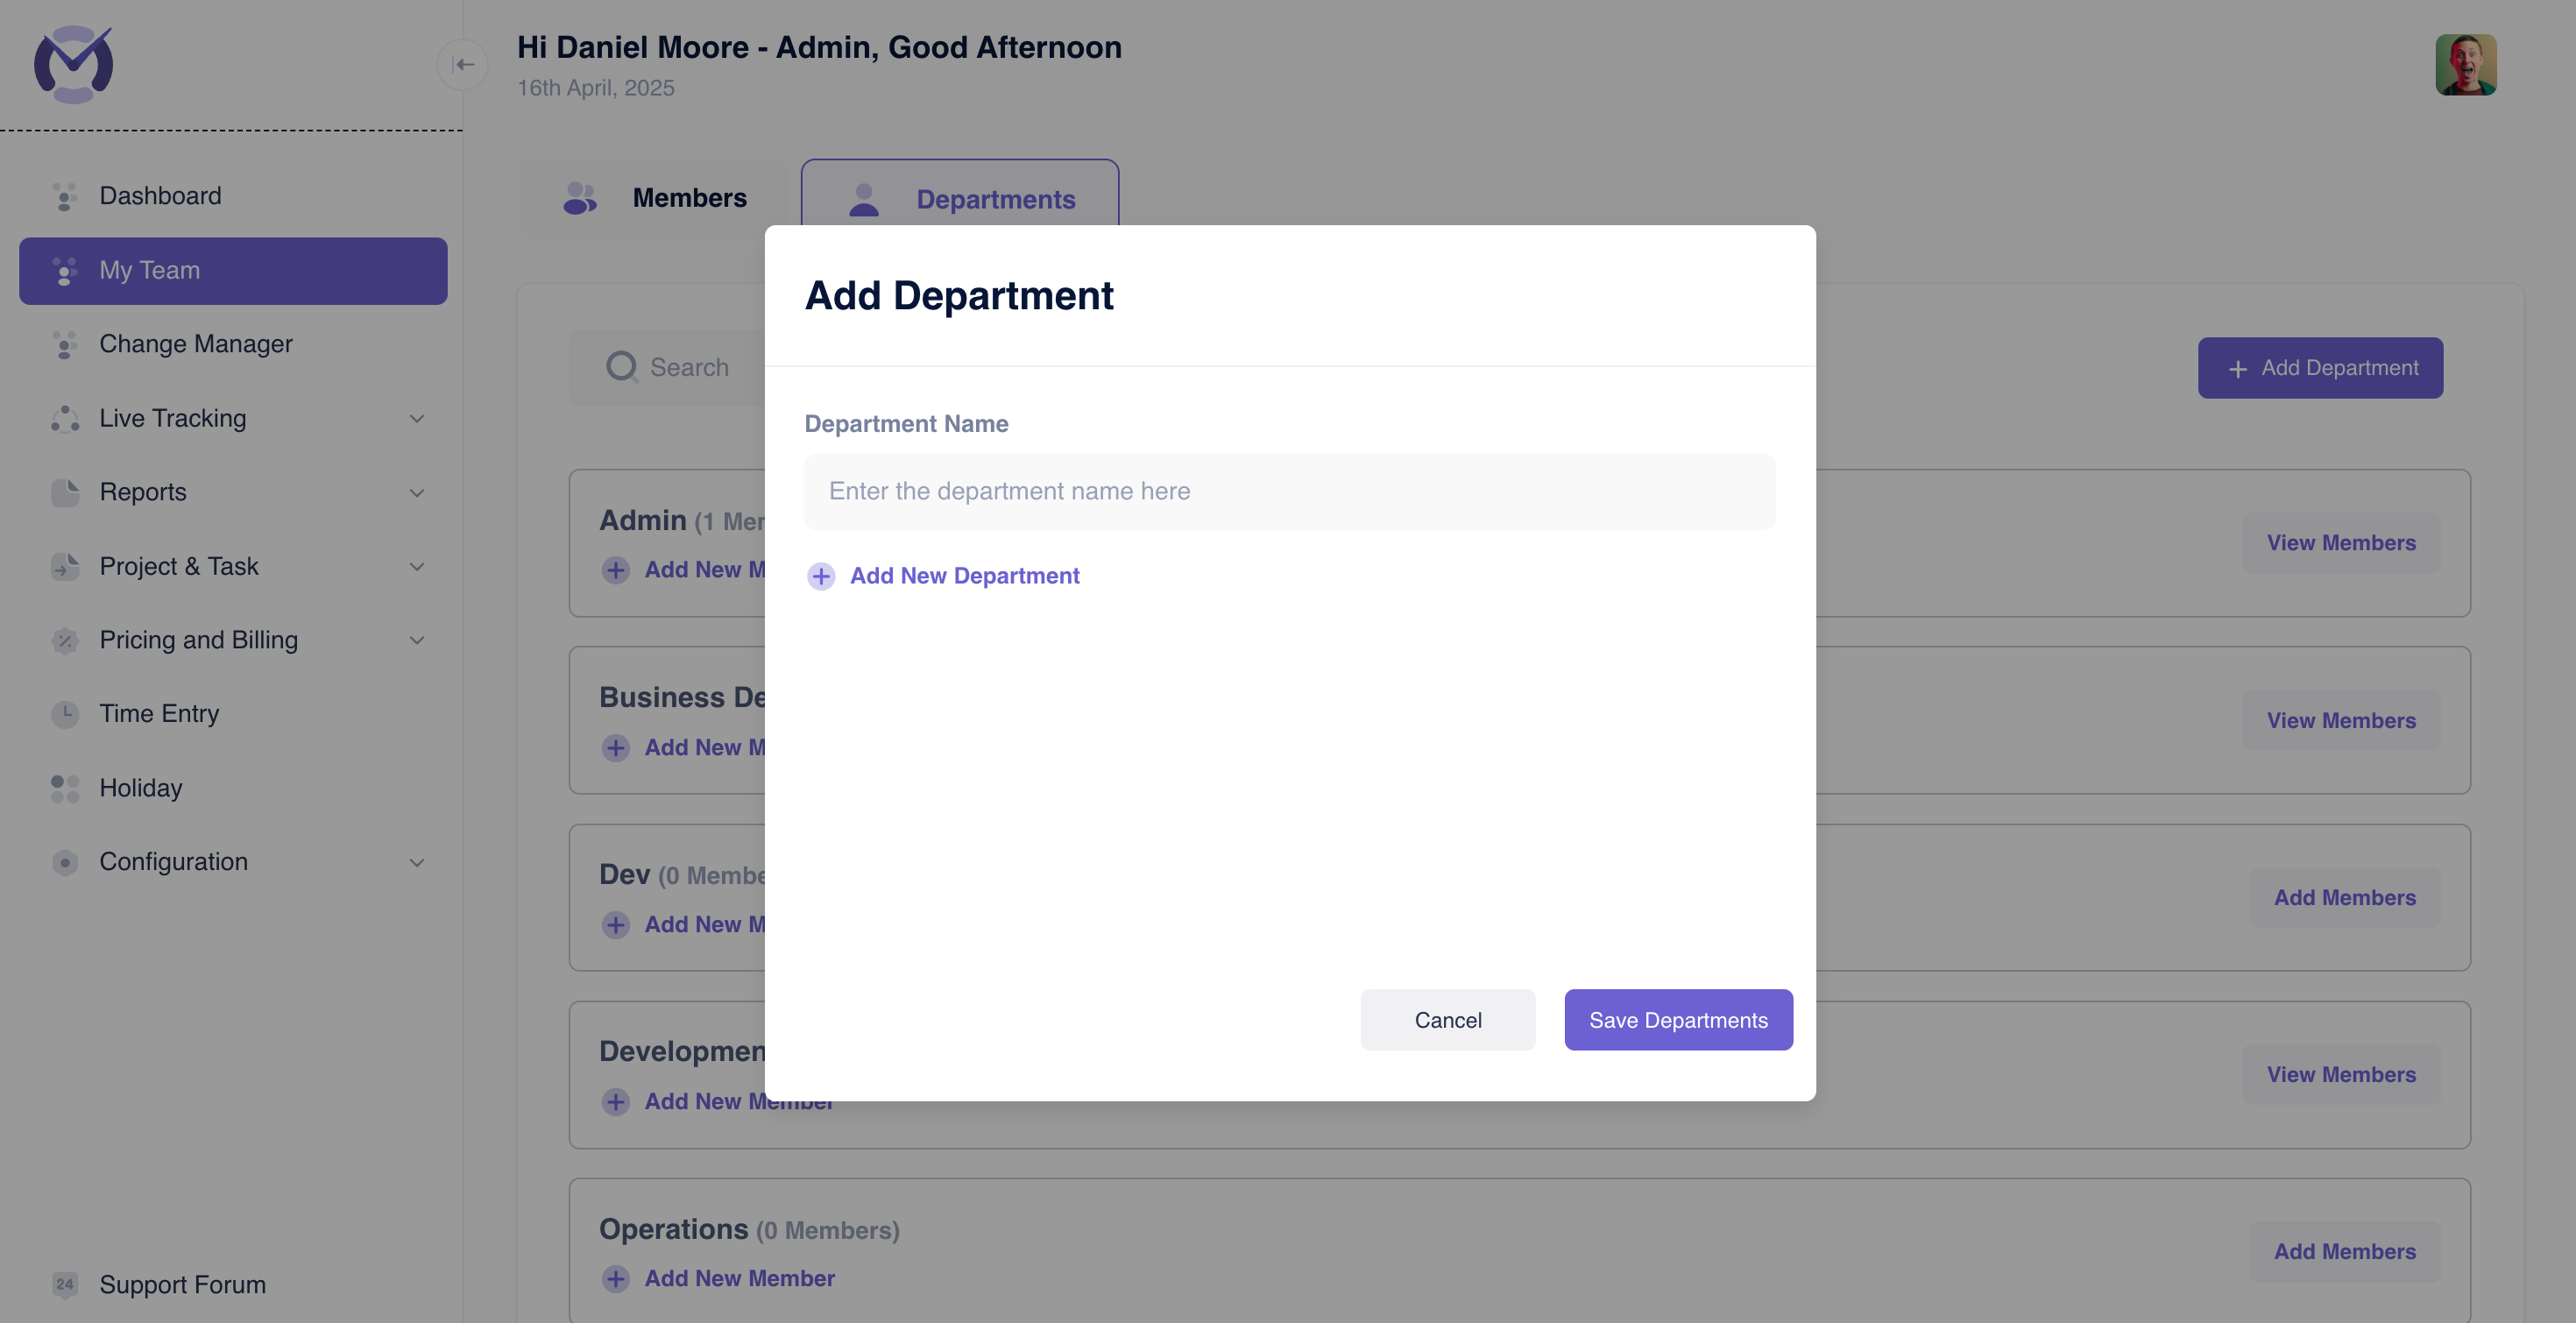 Hi Daniel Moore - Admin, Good Afternoon
16th April, 2025
Dashboard
My Team
Change Manager
Live Tracking
Reports
Project & Task
Pricing and Billing
Time Entry
Holiday
Configuration
24 Support Forum
Members
Departments
Search
Add Department
Admin (1 Mem
Add New M
View Members
Business De
Add New M
View Members
Dev (0 Membe
Add New M
Add Members
Developmen
Add New Member
View Members
Operations (0 Members)
Add New Member
Add Members
Add Department
Department Name
Enter the department name here
Add New Department
Cancel
Save Departments